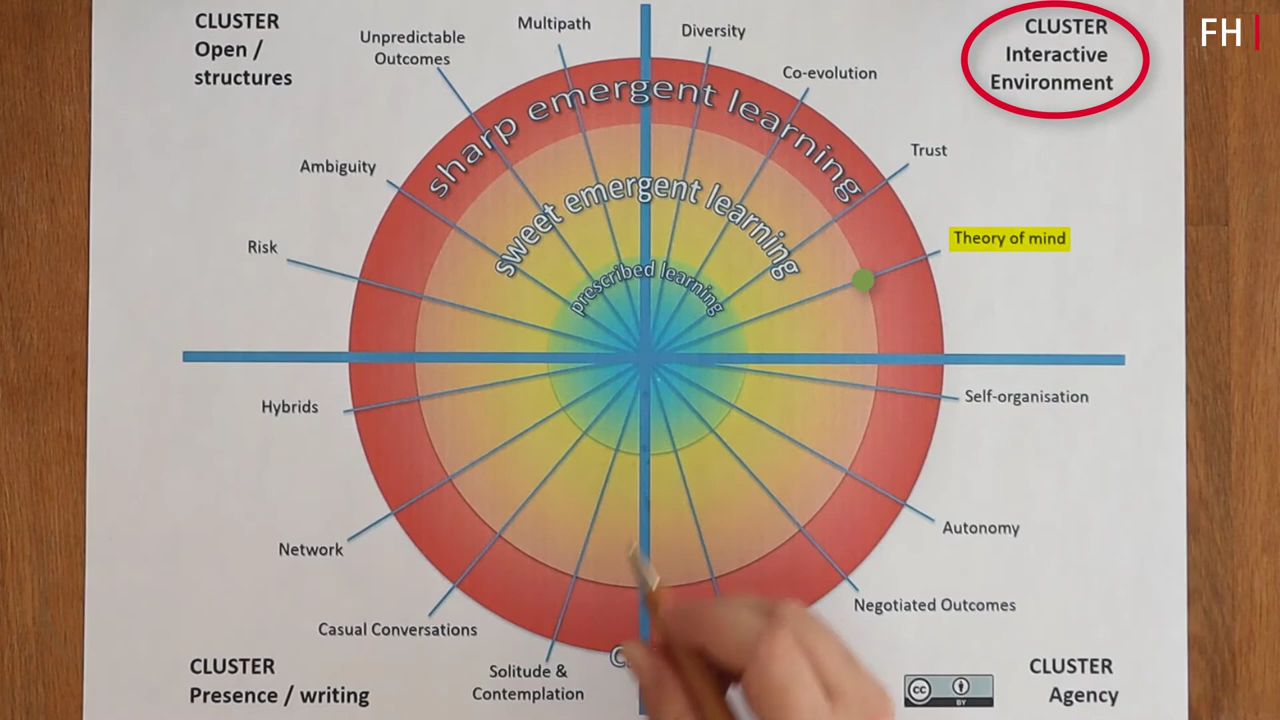 CLUSTER
Open /
structures
Unpredictable
Outcomes
Multipath
Diversity
Co-evolution
CLUSTER
Interactive
Environment
FH
Ambiguity
Trust
Risk
Theory of mind
sharp emergent learning
sweet emergent learning
prescribed learning
Hybrids
Self-organisation
Network
Autonomy
Casual Conversations
Negotiated Outcomes
Solitude &
Contemplation
CLUSTER
Presence / writing
CLUSTER
Agency
cc
BY